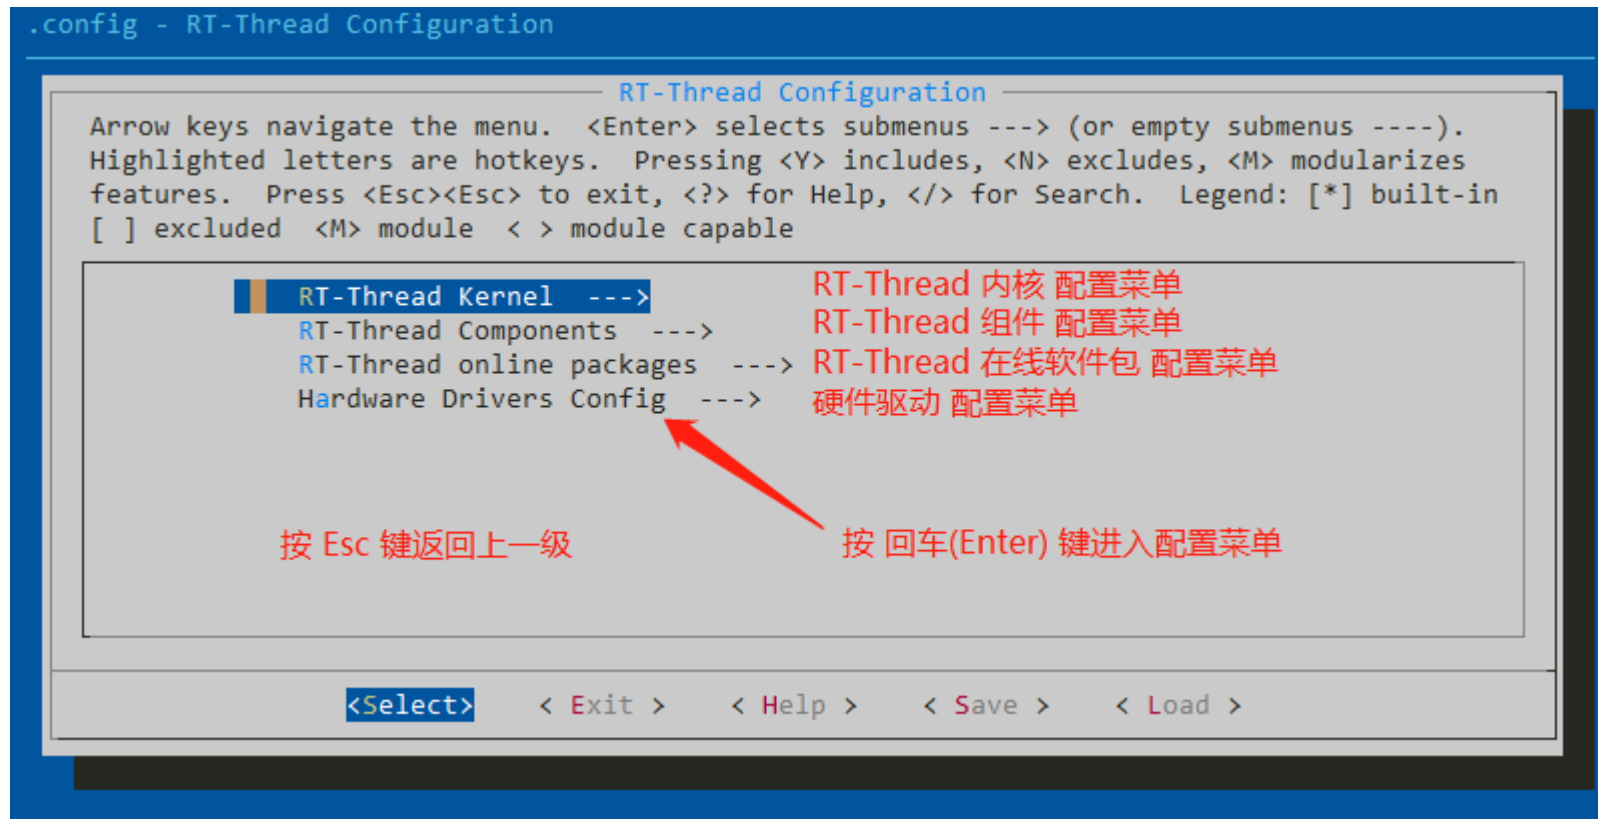 .config - RT-Thread Configuration
RT-Thread Configuration
Arrow keys navigate the menu.  <Enter> selects submenus ---> (or empty submenus ----).
Highlighted letters are hotkeys.  Pressing <Y> includes, <N> excludes, <M> modularizes
features.  Press <Esc><Esc> to exit, <?> for Help, </> for Search.  Legend: [*] built-in
[ ] excluded  <M> module  < > module capable
RT-Thread Kernel  ---> RT-Thread 内核 配置菜单
RT-Thread Components  ---> RT-Thread 组件 配置菜单
RT-Thread online packages  ---> RT-Thread 在线软件包 配置菜单
Hardware Drivers Config  ---> 硬件驱动 配置菜单
按 Esc 键返回上一级 按 回车(Enter) 键进入配置菜单
<Select>    < Exit >    < Help >    < Save >    < Load >